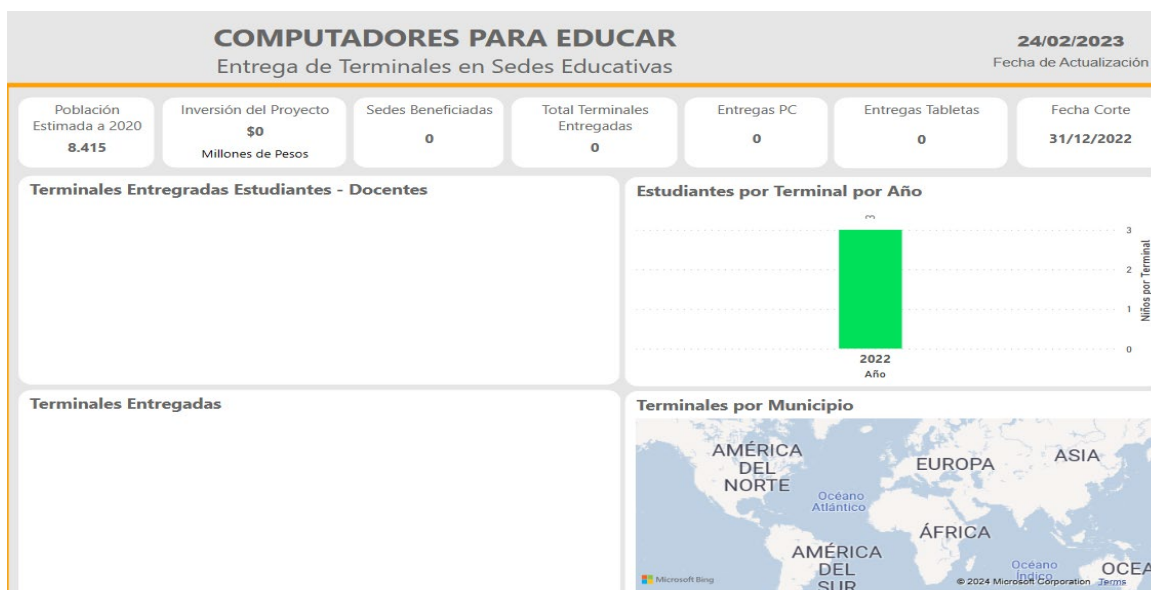 COMPUTADORES PARA EDUCAR
Entrega de Terminales en Sedes Educativas
24/02/2023
Fecha de Actualización
Población
Estimada a 2020
8.415
Inversión del Proyecto
$0
Millones de Pesos
Sedes Beneficiadas
0
Total Terminales
Entregadas
0
Entregas PC
0
Entregas Tabletas
0
Fecha Corte
31/12/2022
Terminales Entregradas Estudiantes - Docentes
Estudiantes por Terminal por Año
3
3
2
1
0
Niños por Terminal
2022
Año
Terminales Entregadas
Terminales por Municipio
AMÉRICA
DEL
NORTE
EUROPA
ASIA
Océano
Atlántico
ÁFRICA
AMÉRICA
DEL
SUR
Océano
Índico
OCEA
Microsoft Bing
© 2024 Microsoft Corporation Terms